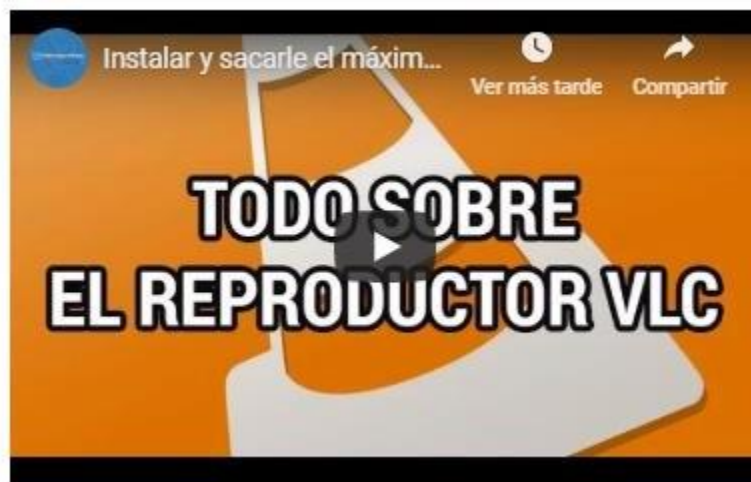 Instalar y sacarle el máxim...
Ver más tarde
Compartir
TODO SOBRE
EL REPRODUCTOR VLC